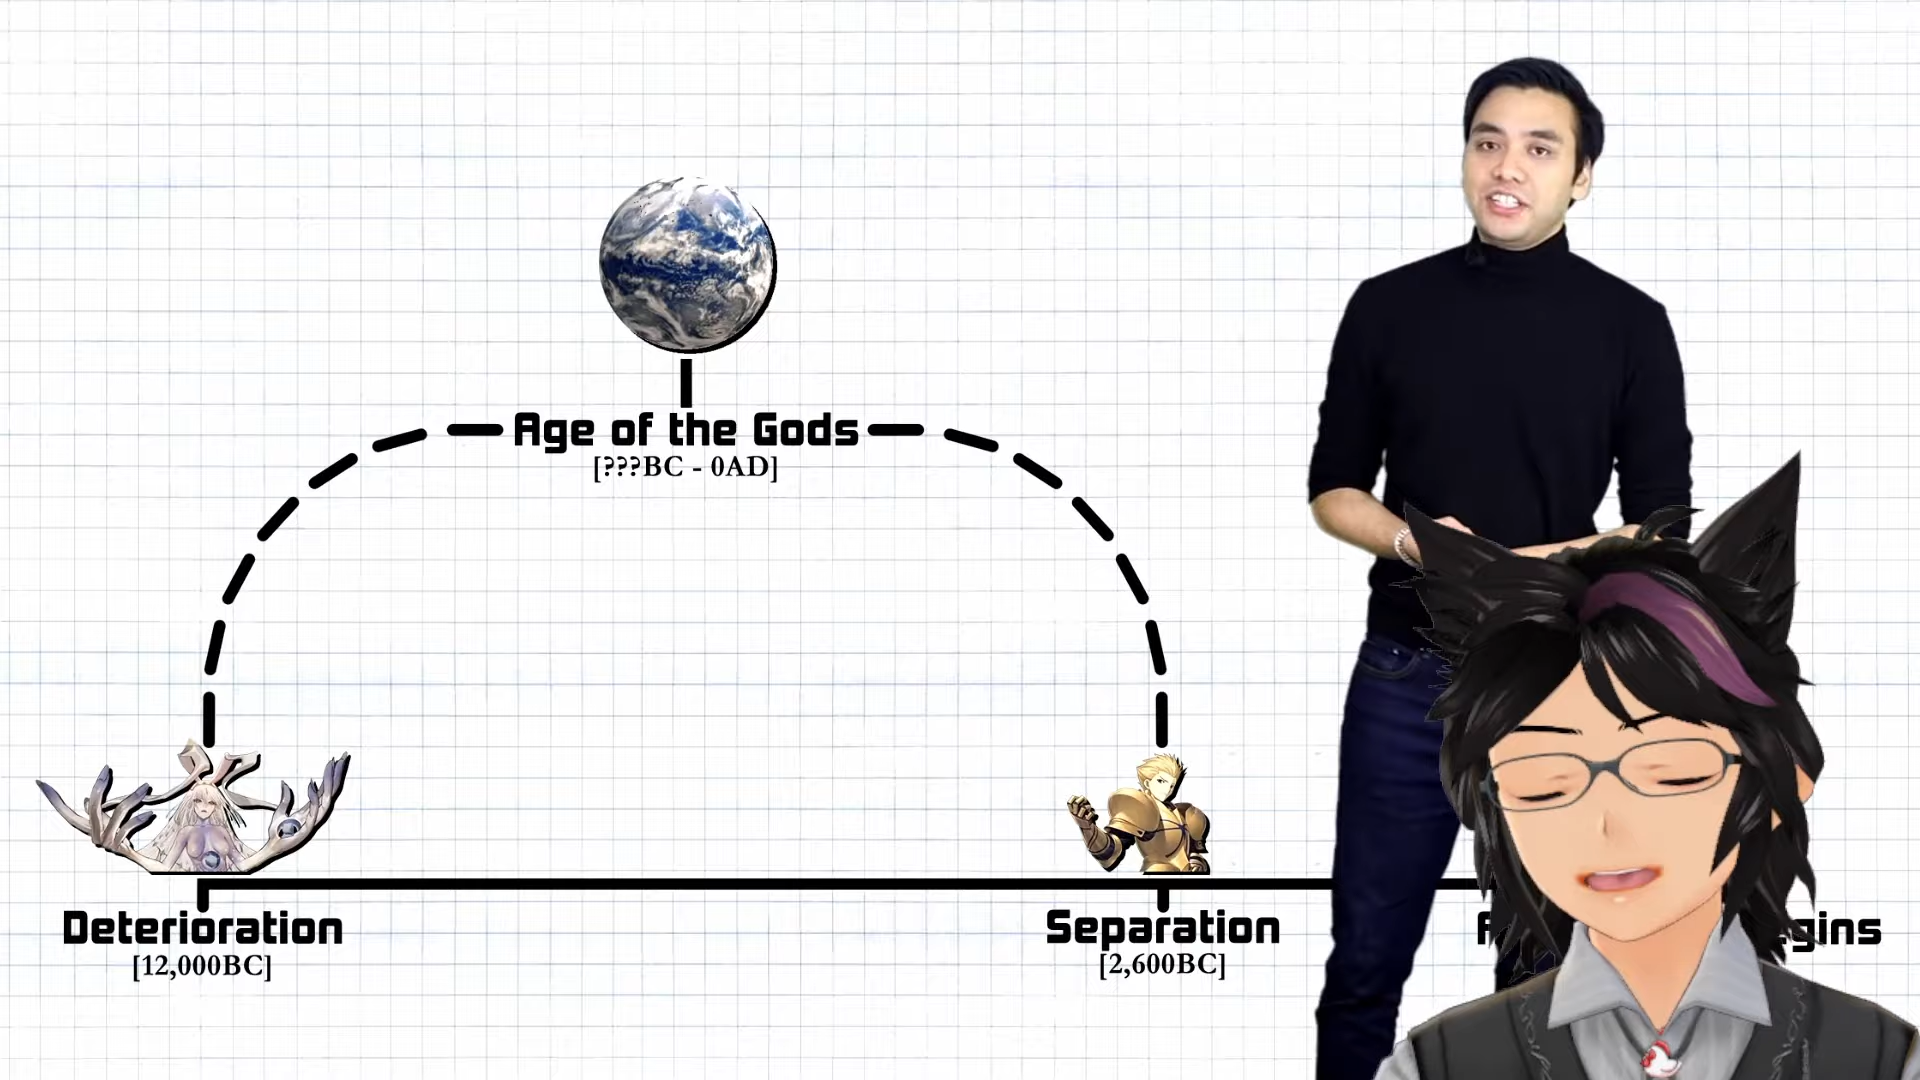 Age of the Gods
[???BC - 0AD]
Deterioration
[12,000BC]
Separation
[2,600BC]